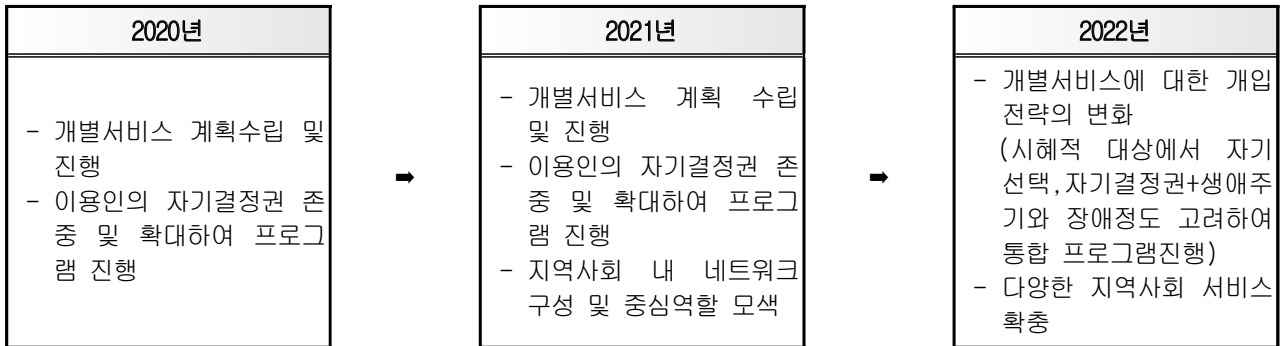 2020년
- 개별서비스 계획수립 및
진행
- 이용인의 자기결정권 존
중 및 확대하여 프로그
램 진행
➡
2021년
- 개별서비스 계획 수립
및 진행
- 이용인의 자기결정권 존
중 및 확대하여 프로그
램 진행
- 지역사회 내 네트워크
구성 및 중심역할 모색
➡
2022년
- 개별서비스에 대한 개입
전략의 변화
(시혜적 대상에서 자기
선택,자기결정권+생애주
기와 장애정도 고려하여
통합 프로그램진행)
- 다양한 지역사회 서비스
확충